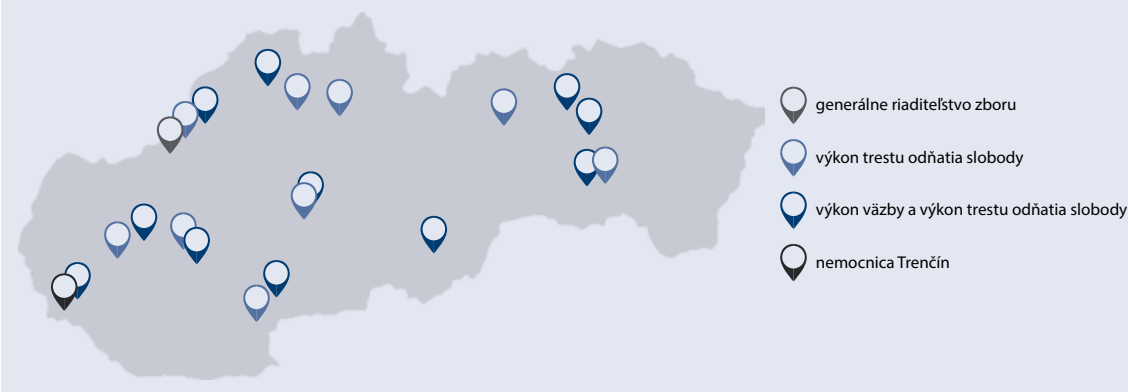 generálne riaditeľstvo zboru
výkon trestu odňatia slobody
výkon väzby a výkon trestu odňatia slobody
nemocnica Trenčín